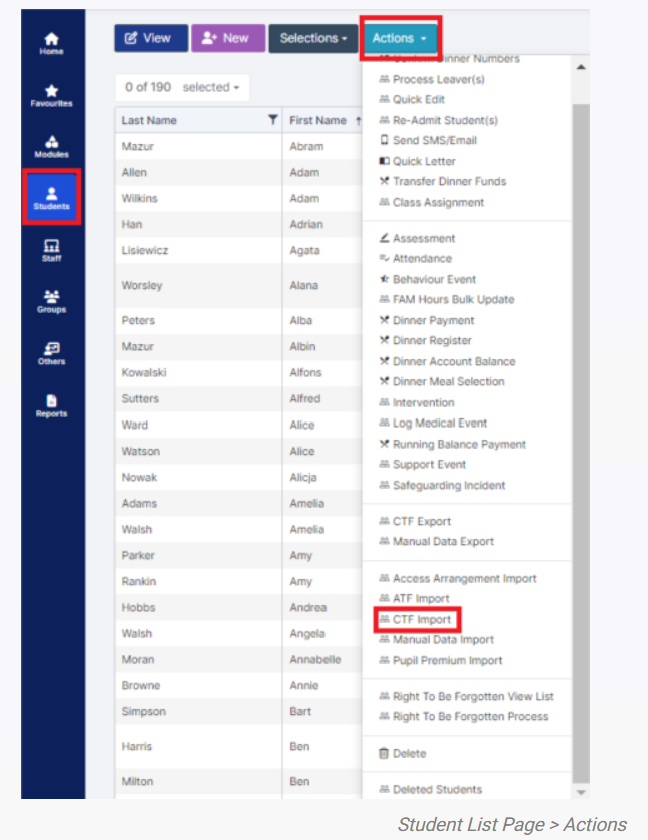 Home
Favourites
Modules
Students
Staff
Groups
Others
Reports
View
New
Selections
Actions
0 of 190 selected
Last Name First Name
Mazur Abram
Allen Adam
Wilkins Adam
Han Adrian
Lisiewicz Agata
Worsley Alana
Peters Alba
Mazur Albin
Kowalski Alfons
Sutters Alfred
Ward Alice
Watson Alice
Nowak Alicja
Adams Amelia
Walsh Amelia
Parker Amy
Rankin Amy
Hobbs Andrea
Walsh Angela
Moran Annabelle
Browne Annie
Simpson Bart
Harris Ben
Milton Ben
Dinner Numbers
Process Leaver(s)
Quick Edit
Re-Admit Student(s)
Send SMS/Email
Quick Letter
Transfer Dinner Funds
Class Assignment
Assessment
Attendance
Behaviour Event
FAM Hours Bulk Update
Dinner Payment
Dinner Register
Dinner Account Balance
Dinner Meal Selection
Intervention
Log Medical Event
Running Balance Payment
Support Event
Safeguarding Incident
CTF Export
Manual Data Export
Access Arrangement Import
ATF Import
CTF Import
Manual Data Import
Pupil Premium Import
Right To Be Forgotten View List
Right To Be Forgotten Process
Delete
Deleted Students
Student List Page > Actions